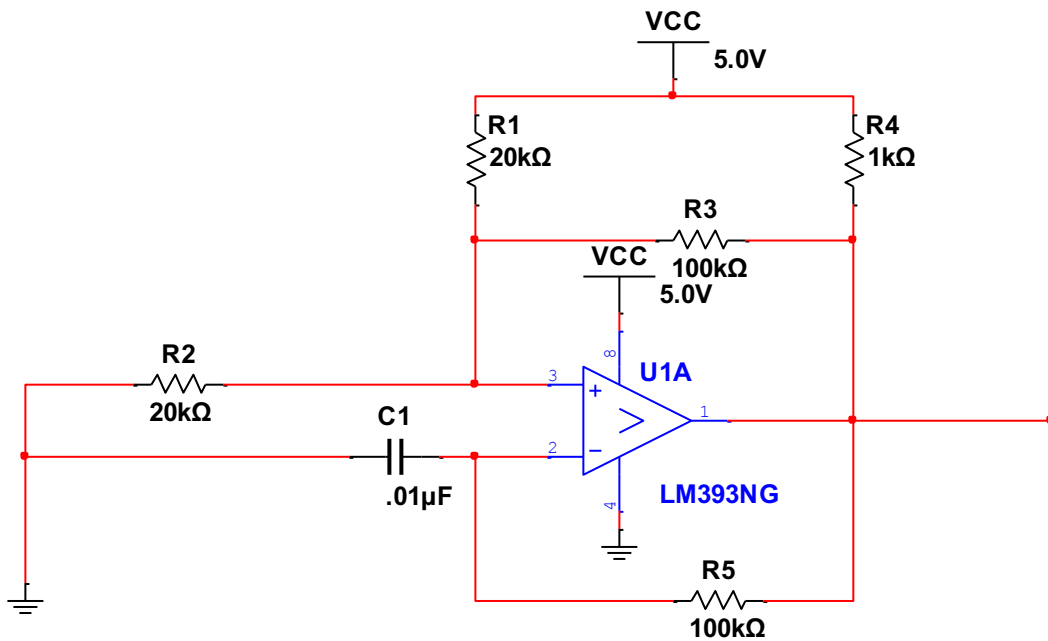 VCC
5.0V
R1
20kΩ
R4
1kΩ
R3
100kΩ
VCC
5.0V
8
U1A
R2
20kΩ
3
+
1
C1
.01µF
2
−
4
LM393NG
R5
100kΩ